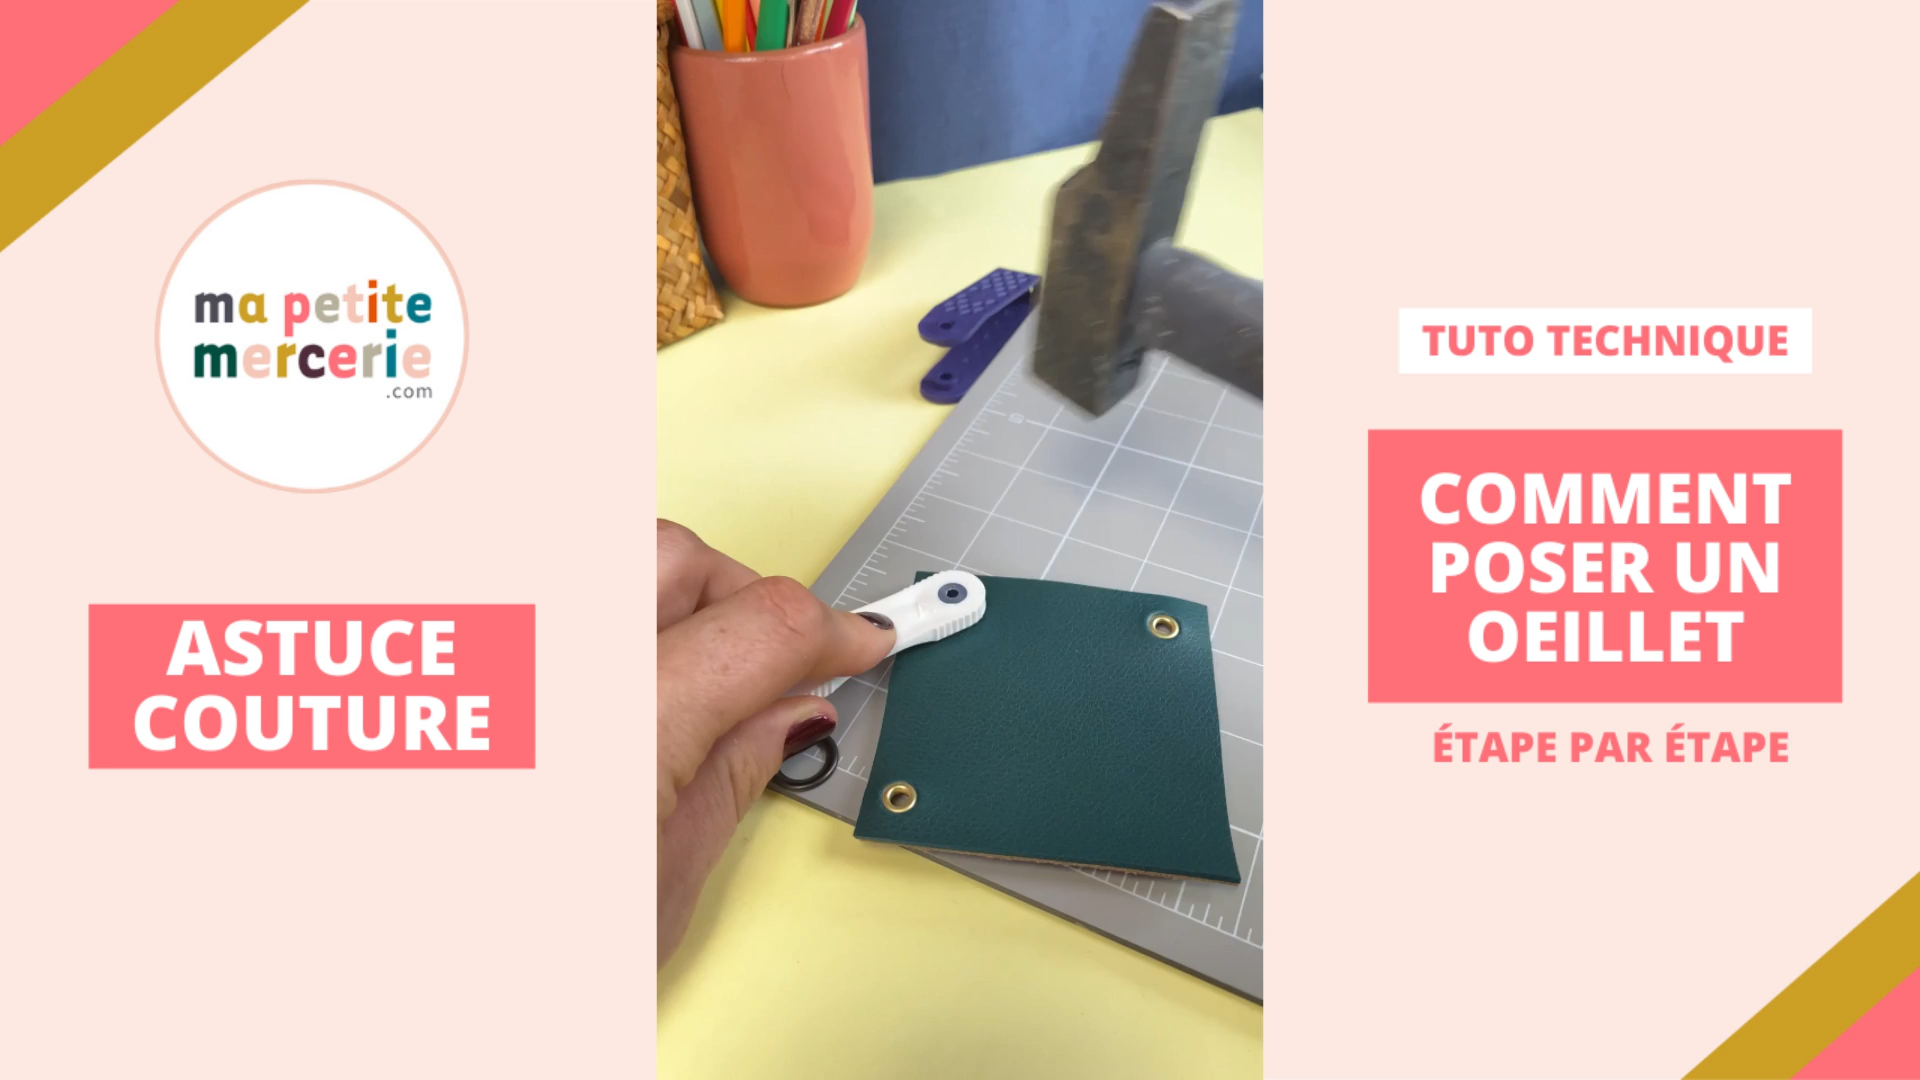 ma petite
mercerie
.com
ASTUCE
COUTURE
TUTO TECHNIQUE
COMMENT
POSER UN
OEILLET
ÉTAPE PAR ÉTAPE